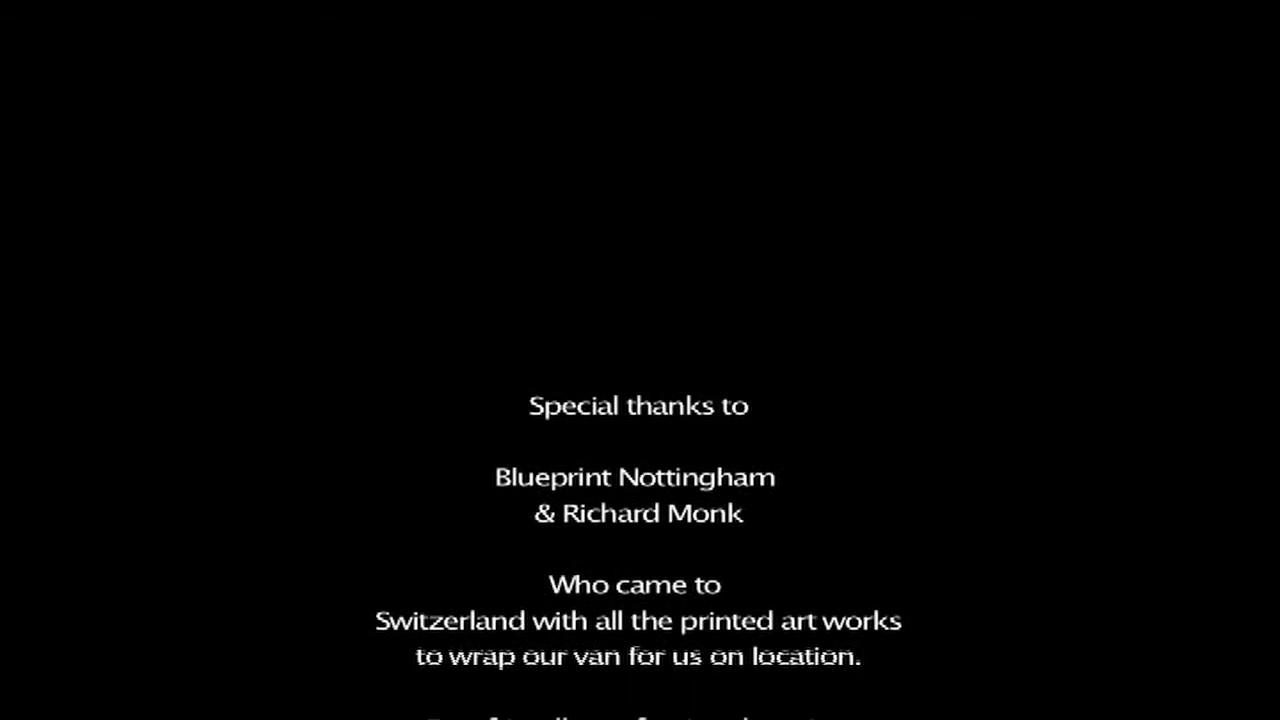 Special thanks to
Blueprint Nottingham
& Richard Monk
Who came to
Switzerland with all the printed art works
to wrap our van for us on location.